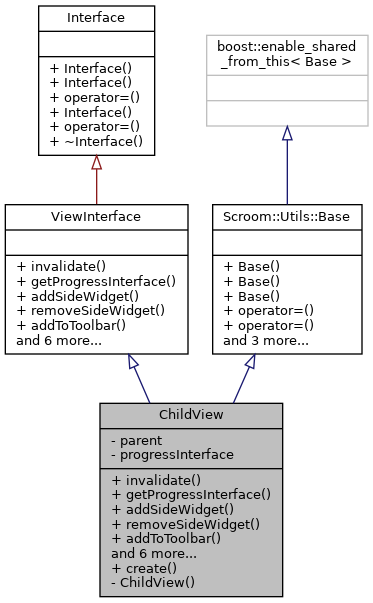 Interface
+ Interface()
+ Interface()
+ operator=()
+ Interface()
+ operator=()
+ ~Interface()
boost::enable_shared
_from_this< Base >
ViewInterface
+ invalidate()
+ getProgressInterface()
+ addSideWidget()
+ removeSideWidget()
+ addToToolbar()
and 6 more...
Scroom::Utils::Base
+ Base()
+ Base()
+ Base()
+ operator=()
+ operator=()
and 3 more...
ChildView
- parent
- progressInterface
+ invalidate()
+ getProgressInterface()
+ addSideWidget()
+ removeSideWidget()
+ addToToolbar()
and 6 more...
+ create()
- ChildView()